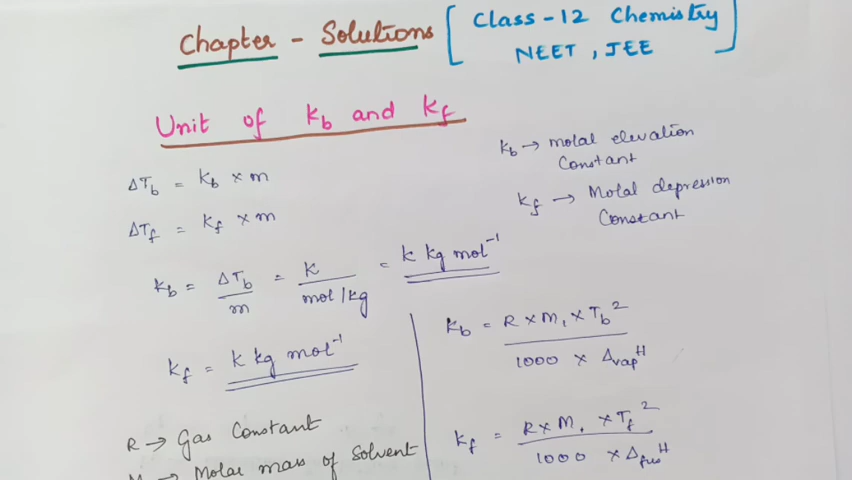 Chapter - Solutions [ Class-12 Chemistry
NEET, JEE ]
Unit of Kb and Kf
Kb → Molal elevation
Constant
Kf → Molal depression
Constant
ΔTb = Kb × m
ΔTf = Kf × m
Kb = ΔTb/m = K/(mol/kg) = K kg mol⁻¹
Kf = K kg mol⁻¹
R → Gas Constant
M → Molar mass of solvent
Kb = R × M₁ × Tb²
1000 × ΔvapH
Kf = R × M₁ × Tf²
1000 × ΔfusH